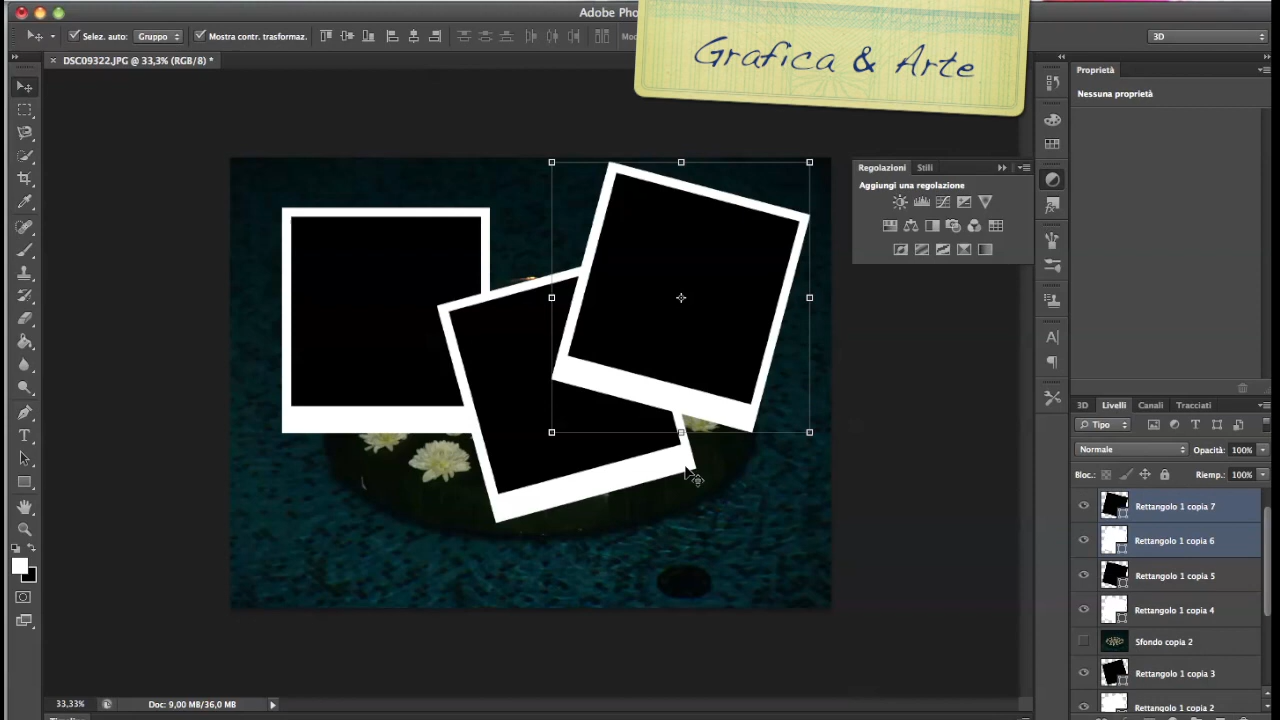 Adobe Pho
Grafica & Arte
Selez. auto:
Gruppo
Mostra contr. trasformaz.
3D
DSC09322.JPG @ 33,3% (RGB/8) *
Proprietà
Nessuna proprietà
Regolazioni
Stili
Aggiungi una regolazione
3D
Livelli
Canali
Tracciati
Tipo
Normale
Opacità: 100%
Bloc.:
Riemp.: 100%
Rettangolo 1 copia 7
Rettangolo 1 copia 6
Rettangolo 1 copia 5
Rettangolo 1 copia 4
Sfondo copia 2
Rettangolo 1 copia 3
Rettangolo 1 copia 2
33,33%
Doc: 9,00 MB/36,0 MB